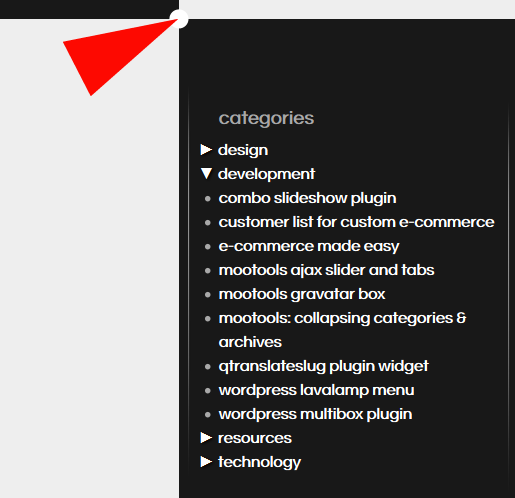 categories
design
development
combo slideshow plugin
customer list for custom e-commerce
e-commerce made easy
mootools ajax slider and tabs
mootools gravatar box
mootools: collapsing categories &
archives
qtranslateslug plugin widget
wordpress lavalamp menu
wordpress multibox plugin
resources
technology